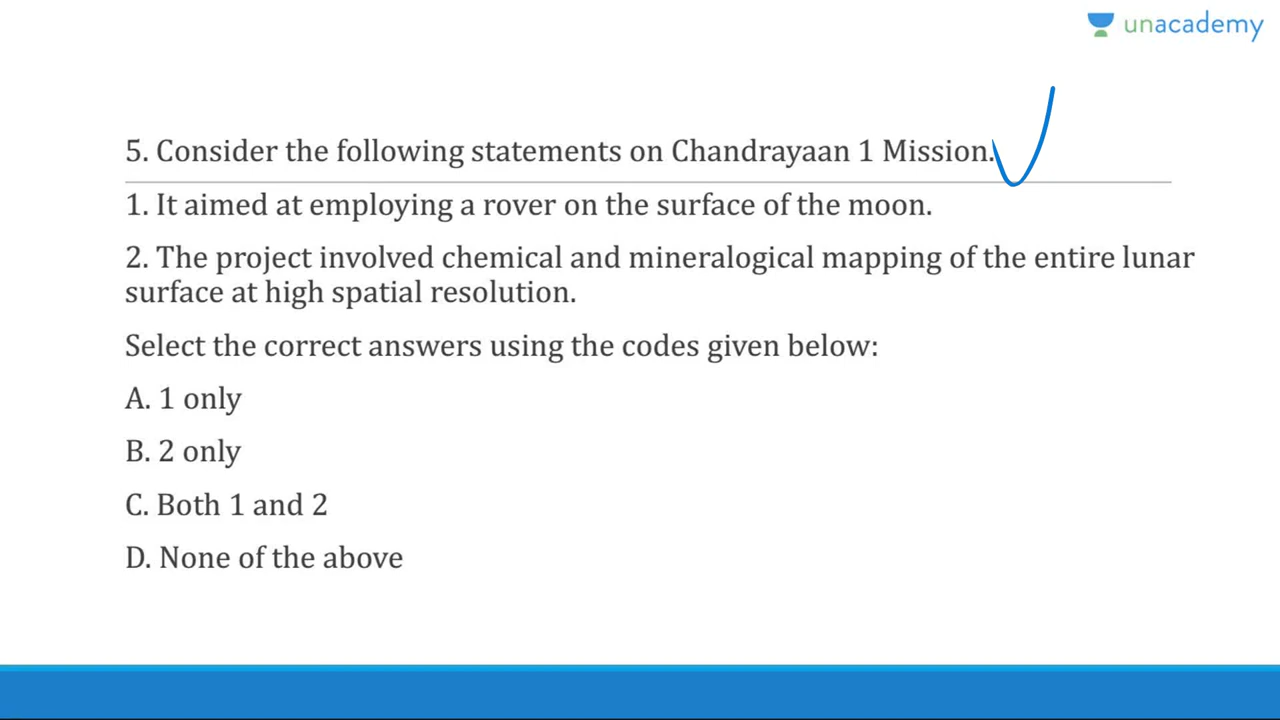 unacademy
5. Consider the following statements on Chandrayaan 1 Mission.
1. It aimed at employing a rover on the surface of the moon.
2. The project involved chemical and mineralogical mapping of the entire lunar
surface at high spatial resolution.
Select the correct answers using the codes given below:
A. 1 only
B. 2 only
C. Both 1 and 2
D. None of the above